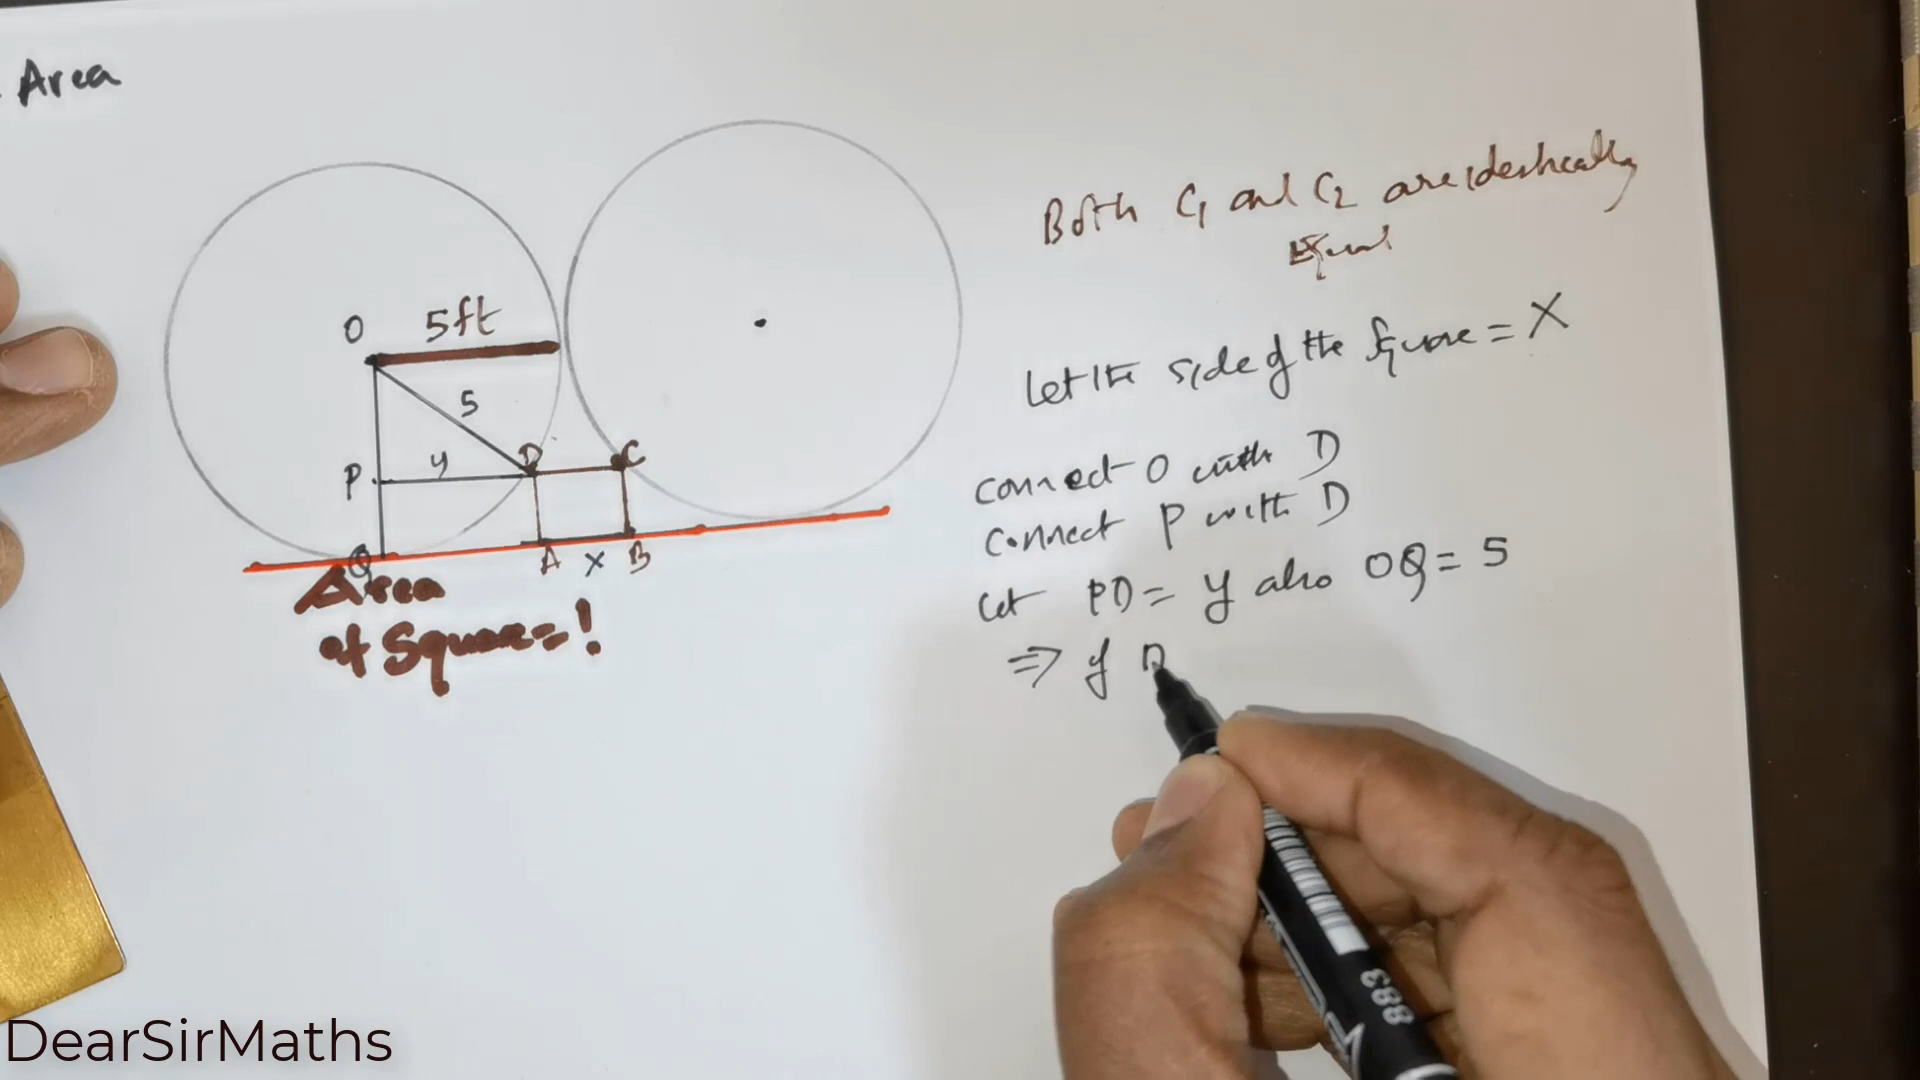 Area
O 5ft
5
P y D C
Q A x B
Area
of Square=!
Both C1 and C2 are identically
Equal
Let the side of the Square = X
connect O with D
Connect P with D
Let PD = y also OQ = 5
⇒ y
883
DearSirMaths